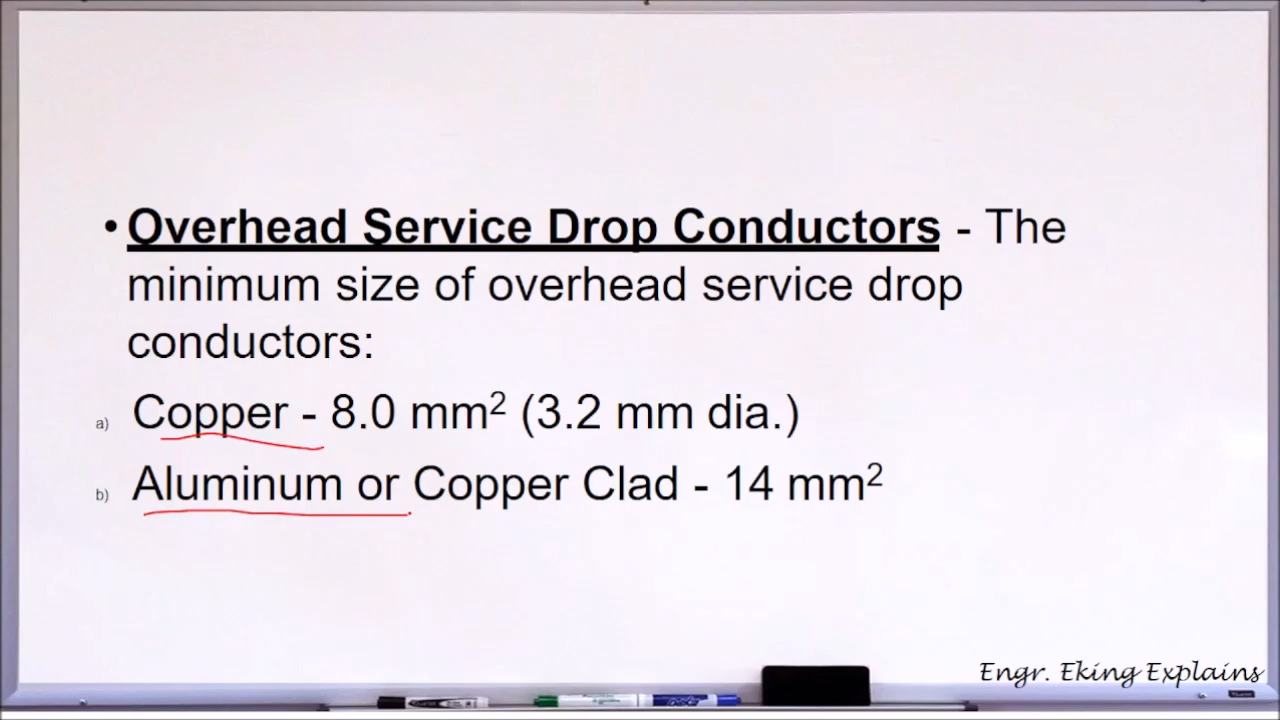 • Overhead Service Drop Conductors - The
minimum size of overhead service drop
conductors:
a) Copper - 8.0 mm² (3.2 mm dia.)
b) Aluminum or Copper Clad - 14 mm²
Engr. Eking Explains